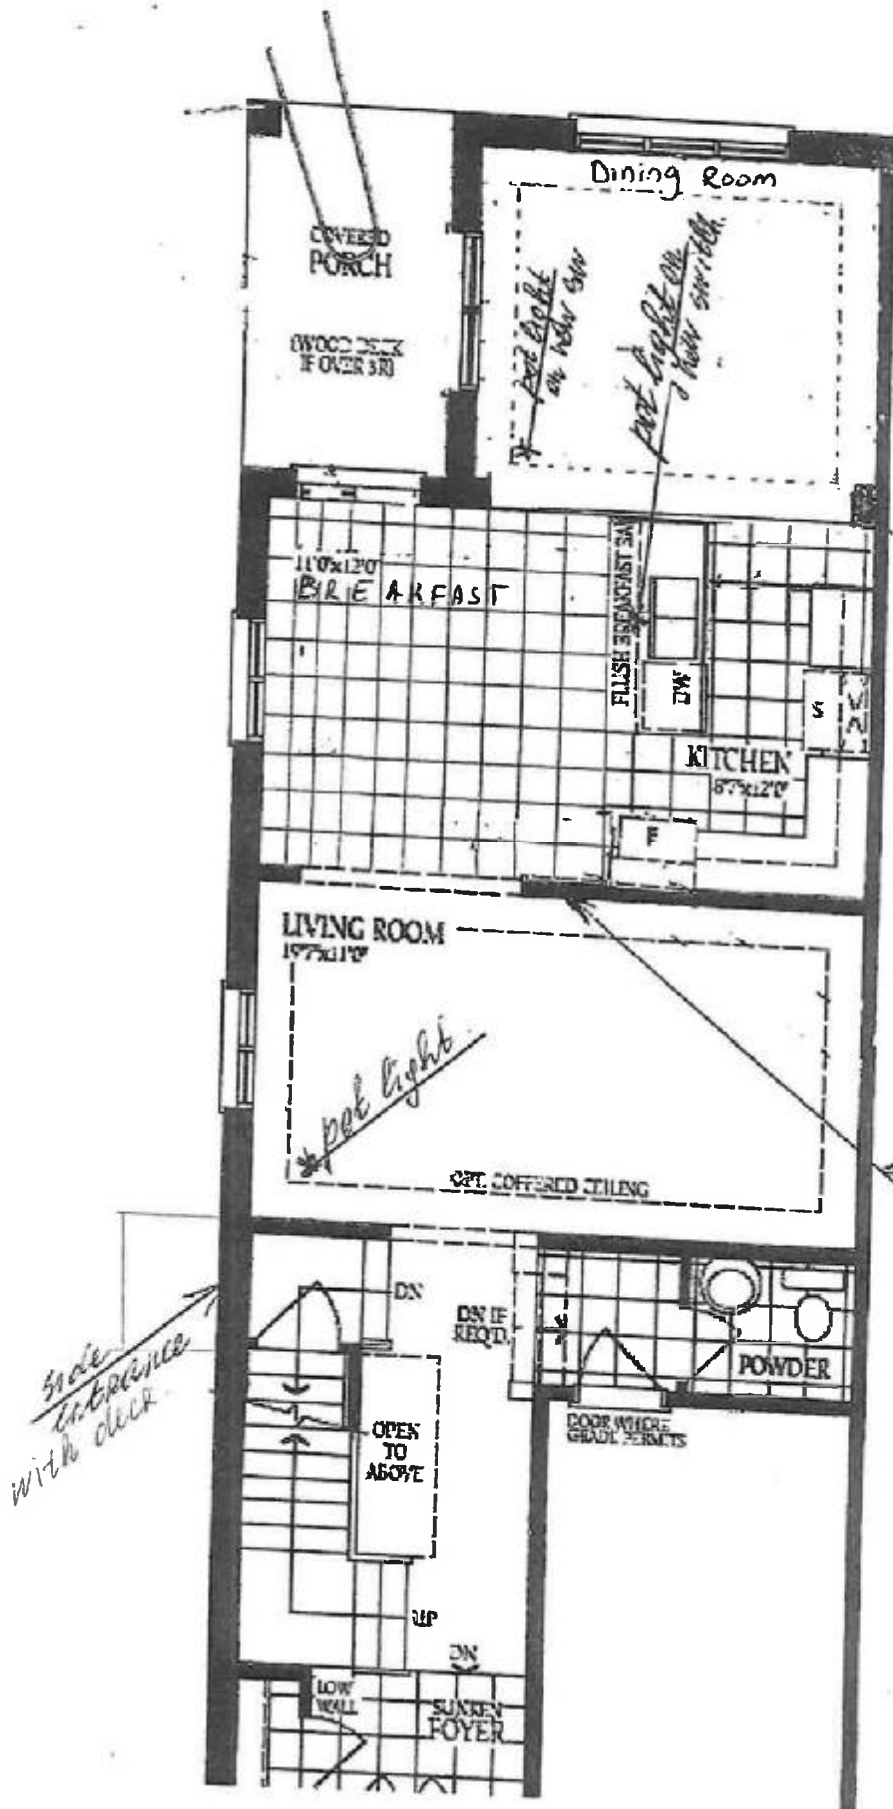 Dining Room
COVERED
PORCH
(WOOD DECK
IF OVER 3R)
pot light
on new sw
pot light on
new switch
11'0"x12'0"
BREAKFAST
FLUSH BREAKFAST BAR
DW
S
KITCHEN
8'7"x12'0"
F
LIVING ROOM
19'7"x11'0"
pot light
OPT. COFFERED CEILING
DN
DN IF
REQ'D.
POWDER
side
entrance
with deck
OPEN
TO
ABOVE
DOOR WHERE
GRADE PERMITS
UP
DN
LOW
WALL
SUNKEN
FOYER